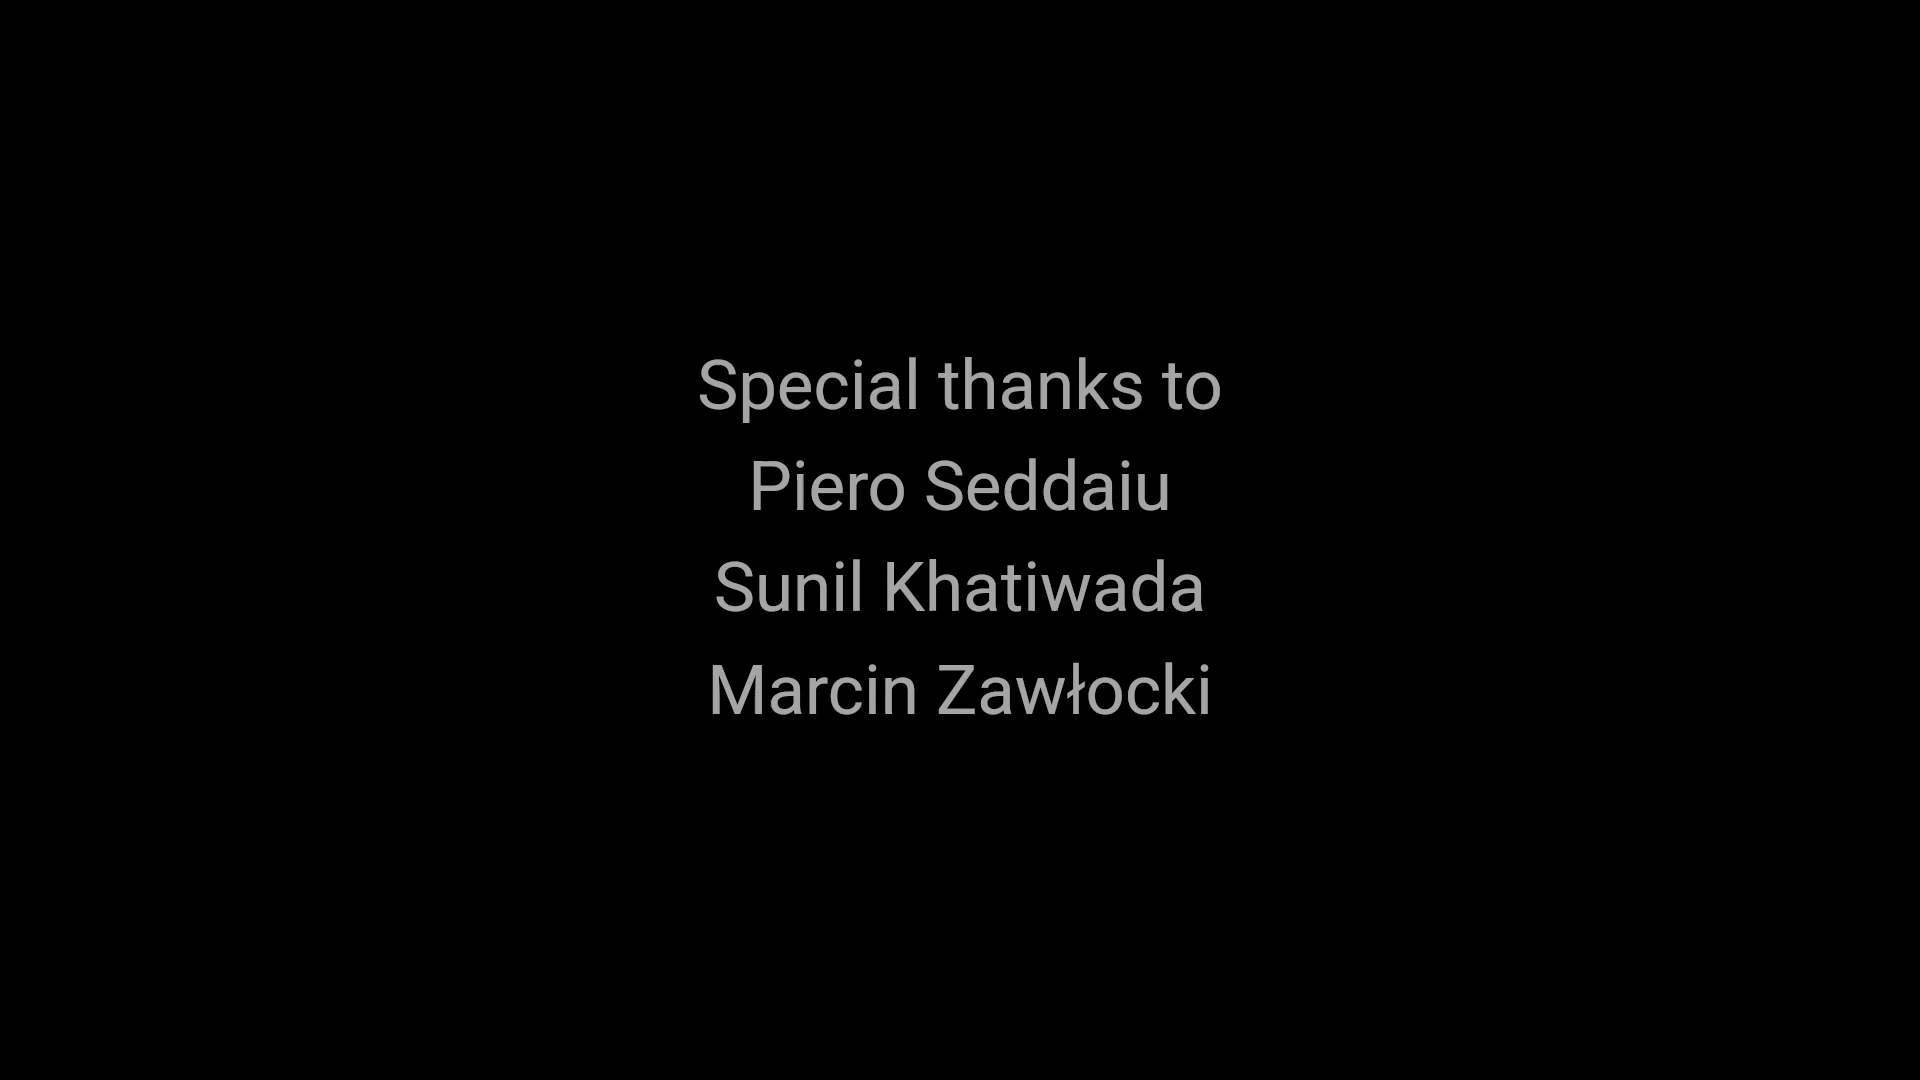 Special thanks to
Piero Seddaiu
Sunil Khatiwada
Marcin Zawłocki